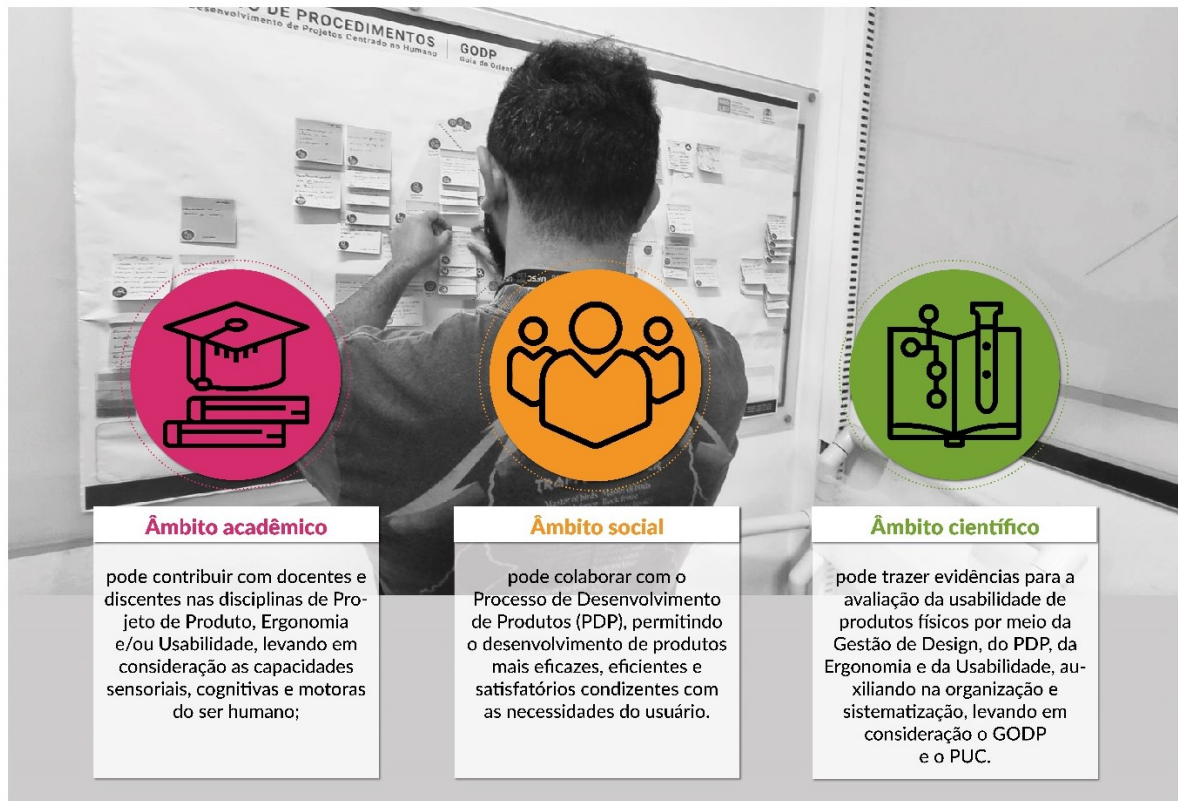 O DE PROCEDIMENTOS
esenvolvimento de Projetos Centrado no Humano
GODP
Âmbito acadêmico
pode contribuir com docentes e
discentes nas disciplinas de Pro-
jeto de Produto, Ergonomia
e/ou Usabilidade, levando em
consideração as capacidades
sensoriais, cognitivas e motoras
do ser humano;
Âmbito social
pode colaborar com o
Processo de Desenvolvimento
de Produtos (PDP), permitindo
o desenvolvimento de produtos
mais eficazes, eficientes e
satisfatórios condizentes com
as necessidades do usuário.
Âmbito científico
pode trazer evidências para a
avaliação da usabilidade de
produtos físicos por meio da
Gestão de Design, do PDP, da
Ergonomia e da Usabilidade, au-
xiliando na organização e
sistematização, levando em
consideração o GODP
e o PUC.